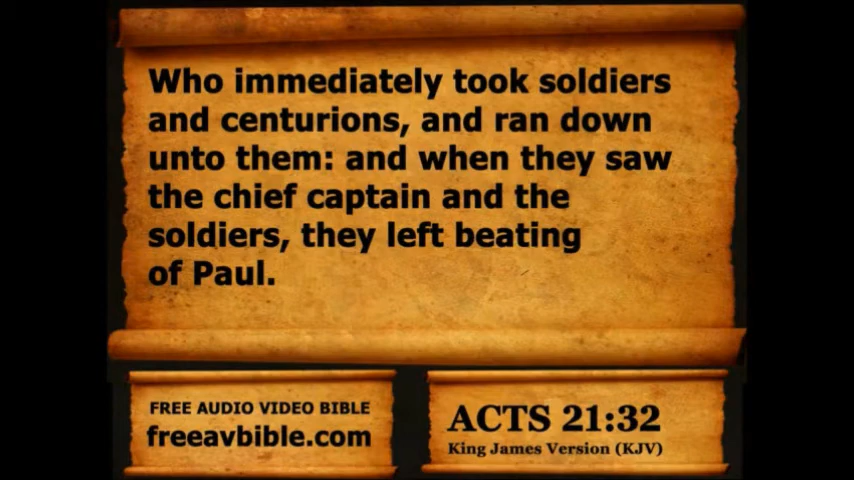 Who immediately took soldiers
and centurions, and ran down
unto them: and when they saw
the chief captain and the
soldiers, they left beating
of Paul.
FREE AUDIO VIDEO BIBLE
freeavbible.com
ACTS 21:32
King James Version (KJV)